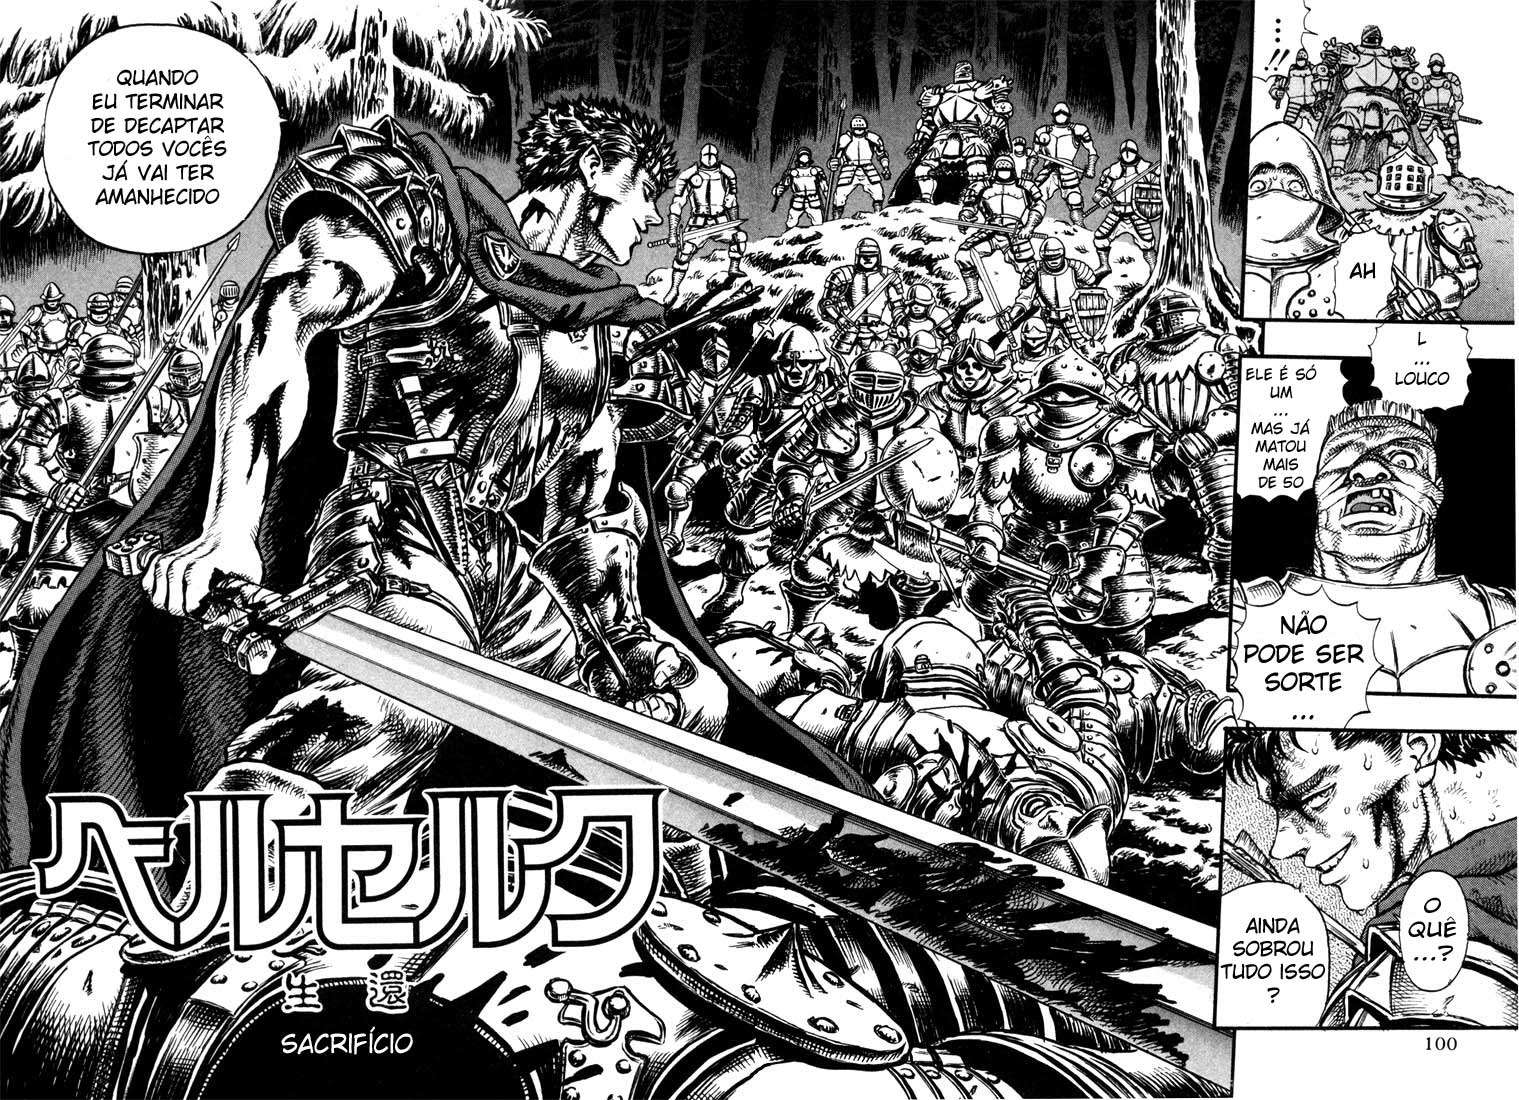 ...!!
AH
L
...
LOUCO
ELE É SÓ
UM
...
MAS JÁ
MATOU
MAIS
DE 50
NÃO
PODE SER
SORTE
...
O
QUÊ
...?
AINDA
SOBROU
TUDO ISSO
?
100
QUANDO
EU TERMINAR
DE DECAPTAR
TODOS VOCÊS
JÁ VAI TER
AMANHECIDO
ベルセルク
生還
SACRIFÍCIO